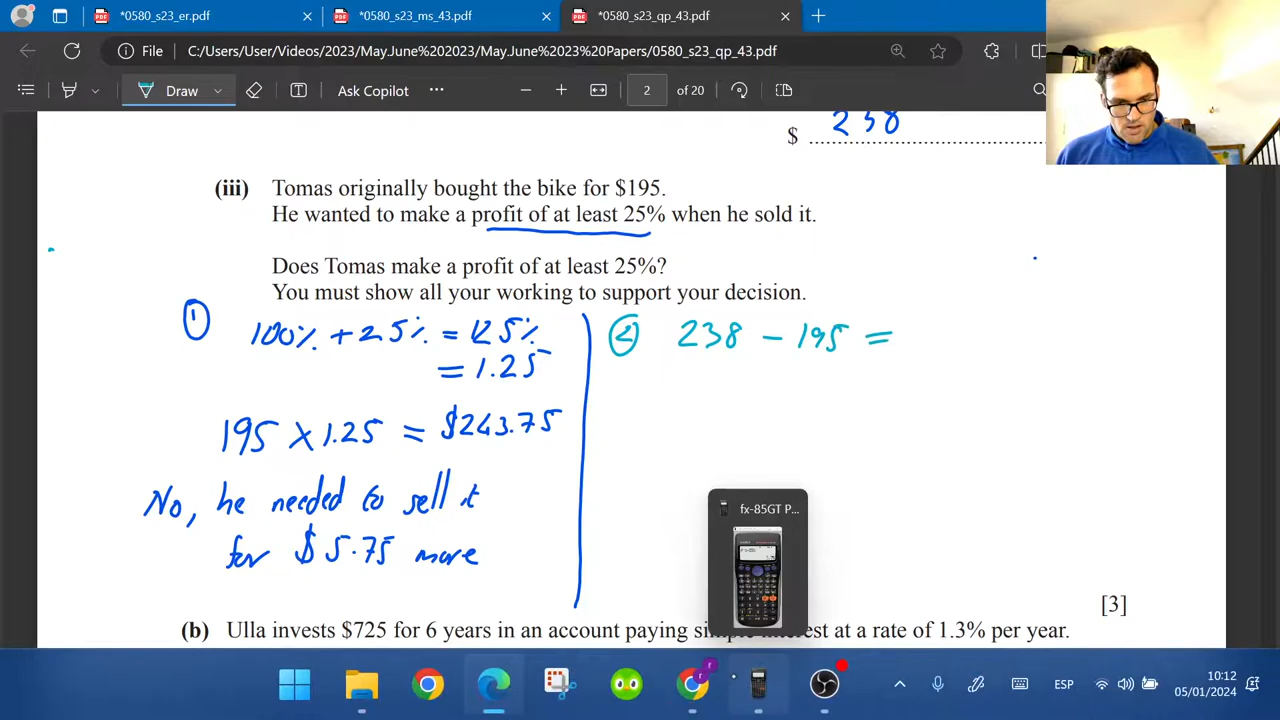 *0580_s23_er.pdf
*0580_s23_ms_43.pdf
*0580_s23_qp_43.pdf
File
C:/Users/User/Videos/2023/May.June%202023/May.June%2023%20Papers/0580_s23_qp_43.pdf
Draw
Ask Copilot
2 of 20
$ 238
(iii) Tomas originally bought the bike for $195.
He wanted to make a profit of at least 25% when he sold it.
Does Tomas make a profit of at least 25%?
You must show all your working to support your decision.
① 100% + 25% = 125%
= 1.25
195 × 1.25 = $243.75
No, he needed to sell it
for $5.75 more
② 238 − 195 =
fx-85GT P...
[3]
(b) Ulla invests $725 for 6 years in an account paying simple interest at a rate of 1.3% per year.
ESP
10:12
05/01/2024